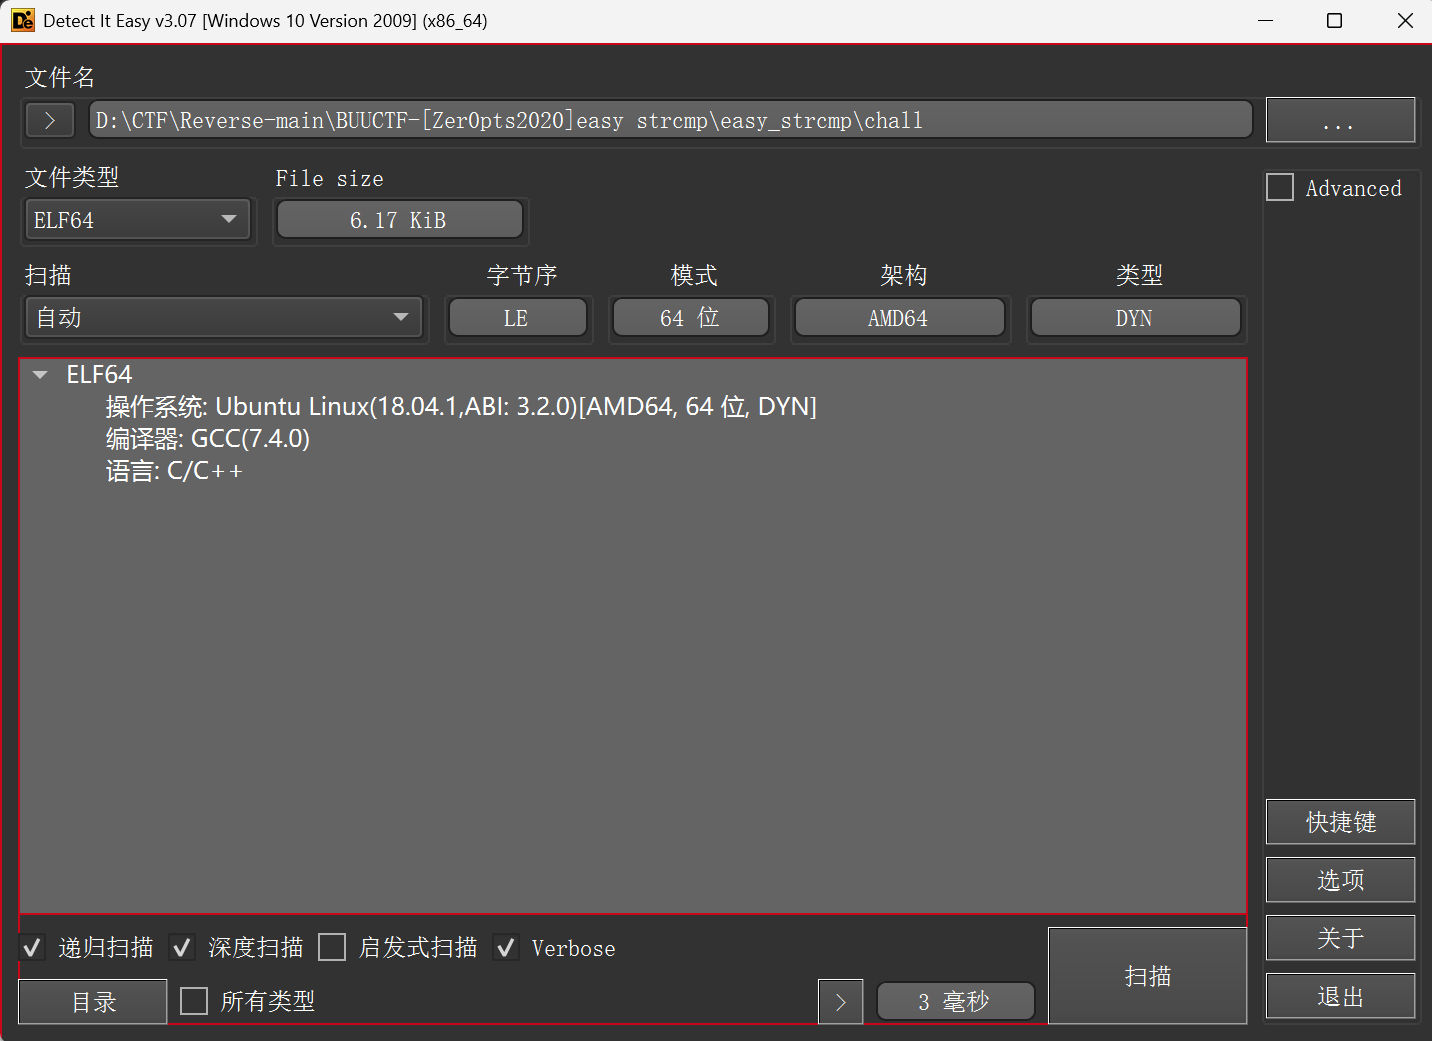 Detect It Easy v3.07 [Windows 10 Version 2009] (x86_64)
文件名
> D:\CTF\Reverse-main\BUUCTF-[Zer0pts2020]easy strcmp\easy_strcmp\chall ...
文件类型 File size
ELF64 6.17 KiB Advanced
扫描 字节序 模式 架构 类型
自动 LE 64 位 AMD64 DYN
ELF64
操作系统: Ubuntu Linux(18.04.1,ABI: 3.2.0)[AMD64, 64 位, DYN]
编译器: GCC(7.4.0)
语言: C/C++
快捷键
选项
关于
递归扫描 深度扫描 启发式扫描 Verbose
扫描
目录 所有类型 > 3 毫秒
退出